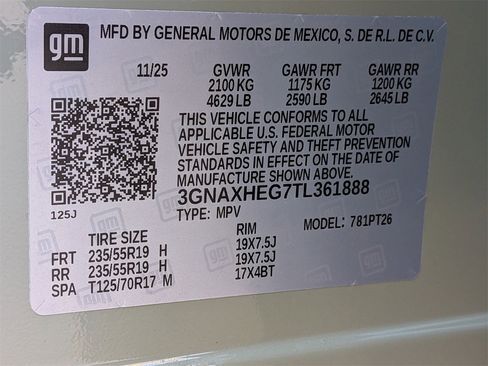 gm
MFD BY GENERAL MOTORS DE MEXICO, S. DE R.L. DE C.V.
11/25 GVWR GAWR FRT GAWR RR
2100 KG 1175 KG 1200 KG
4629 LB 2590 LB 2645 LB
THIS VEHICLE CONFORMS TO ALL
APPLICABLE U.S. FEDERAL MOTOR
VEHICLE SAFETY AND THEFT PREVENTION
STANDARDS IN EFFECT ON THE DATE OF
MANUFACTURE SHOWN ABOVE.
3GNAXHEG7TL361888
125J
TYPE: MPV MODEL: 781PT26
TIRE SIZE RIM
FRT 235/55R19 H 19X7.5J
RR 235/55R19 H 19X7.5J
SPA T125/70R17 M 17X4BT